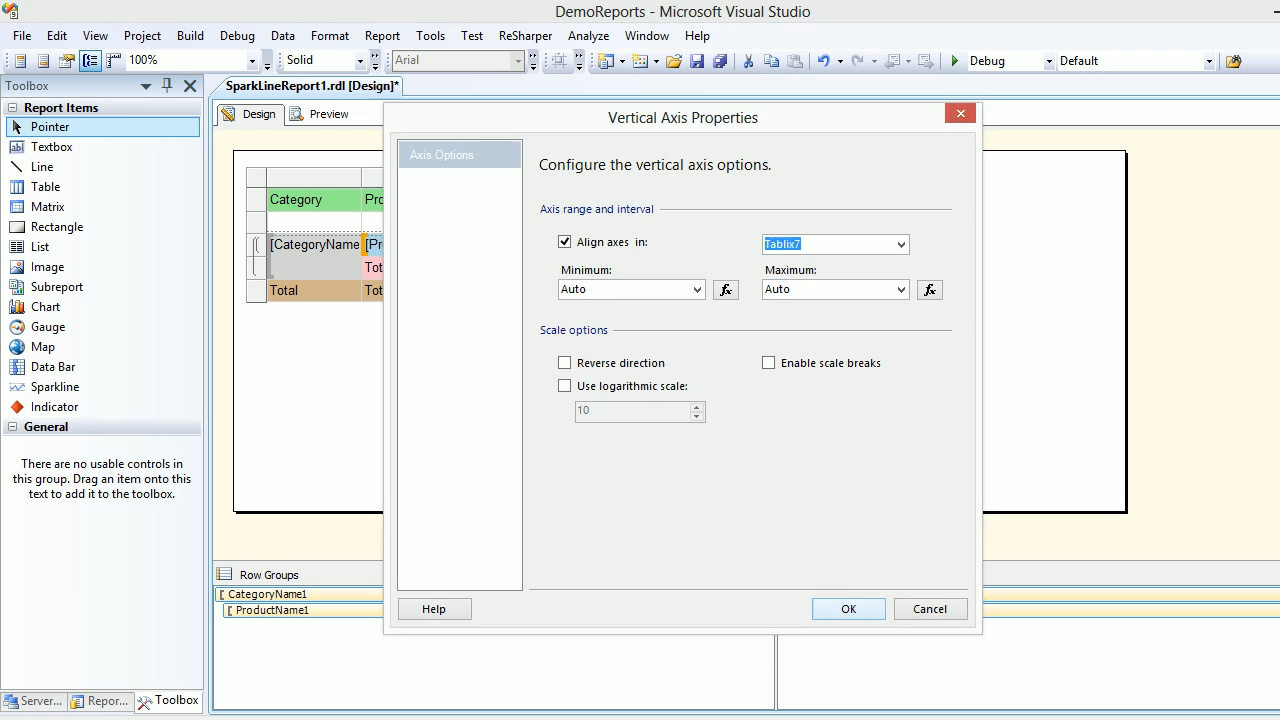 DemoReports - Microsoft Visual Studio
File Edit View Project Build Debug Data Format Report Tools Test ReSharper Analyze Window Help
100% Solid Arial Debug Default
Toolbox
Report Items
Pointer
Textbox
Line
Table
Matrix
Rectangle
List
Image
Subreport
Chart
Gauge
Map
Data Bar
Sparkline
Indicator
General
There are no usable controls in
this group. Drag an item onto this
text to add it to the toolbox.
Server... Repor... Toolbox
SparkLineReport1.rdl [Design]*
Design Preview
Category
[CategoryName
Total
Row Groups
[ CategoryName1
[ ProductName1
Vertical Axis Properties
Axis Options
Configure the vertical axis options.
Axis range and interval
Align axes in: Tablix7
Minimum: Maximum:
Auto fx Auto fx
Scale options
Reverse direction Enable scale breaks
Use logarithmic scale:
10
Help OK Cancel